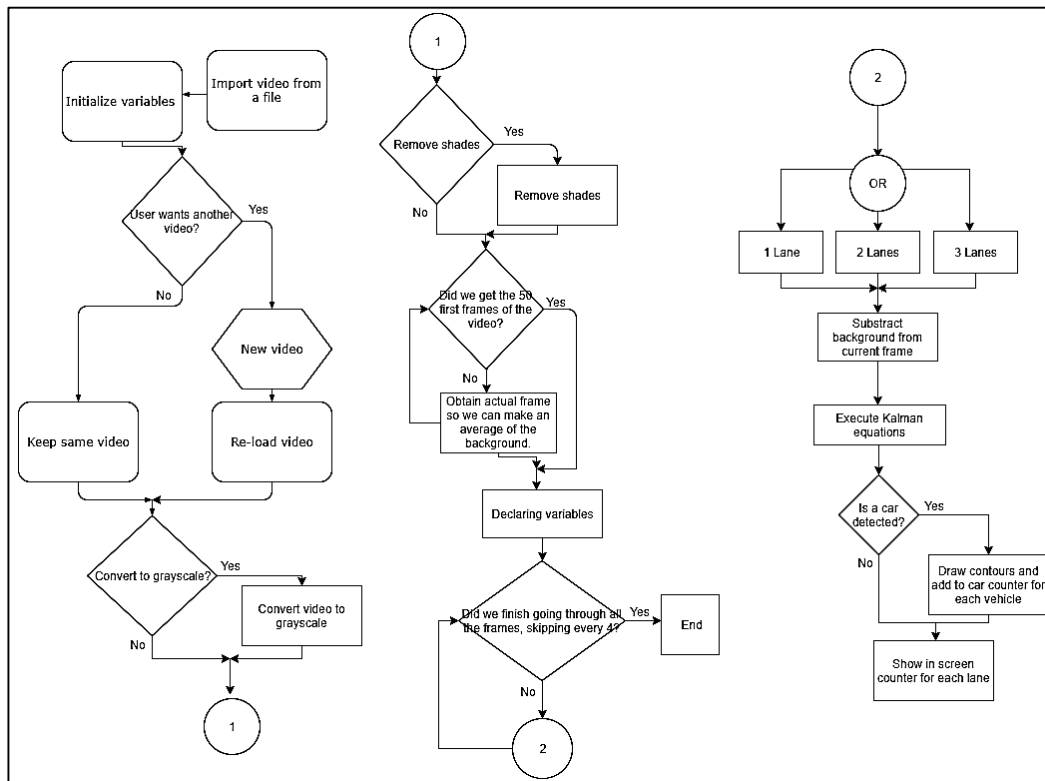 Initialize variables
Import video from
a file
User wants another
video?
Yes
No
New video
Keep same video
Re-load video
Convert to grayscale?
Yes
Convert video to
grayscale
No
1
1
Remove shades
Yes
Remove shades
No
Did we get the 50
first frames of the
video?
Yes
No
Obtain actual frame
so we can make an
average of the
background.
Declaring variables
Did we finish going through all
the frames, skipping every 4?
Yes
End
No
2
2
OR
1 Lane
2 Lanes
3 Lanes
Substract
background from
current frame
Execute Kalman
equations
Is a car
detected?
Yes
No
Draw contours and
add to car counter for
each vehicle
Show in screen
counter for each lane